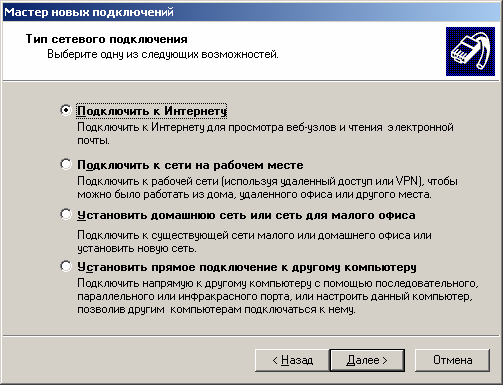 Мастер новых подключений
Тип сетевого подключения
Выберите одну из следующих возможностей.
Подключить к Интернету
Подключить к Интернету для просмотра веб-узлов и чтения электронной
почты.
Подключить к сети на рабочем месте
Подключить к рабочей сети (используя удаленный доступ или VPN), чтобы
можно было работать из дома, удаленного офиса или другого места.
Установить домашнюю сеть или сеть для малого офиса
Подключить к существующей сети малого или домашнего офиса или
установить новую сеть.
Установить прямое подключение к другому компьютеру
Подключить напрямую к другому компьютеру с помощью последовательного,
параллельного или инфракрасного порта, или настроить данный компьютер,
позволив другим компьютерам подключаться к нему.
< Назад
Далее >
Отмена